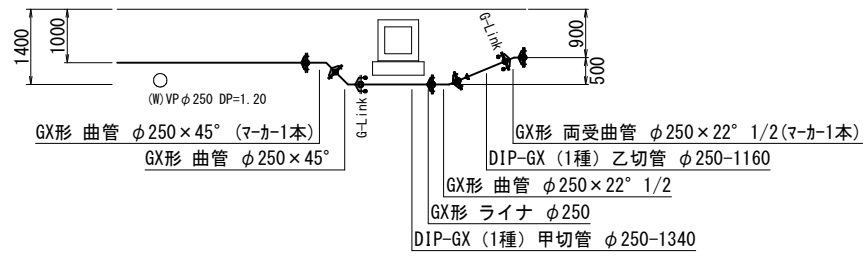 1400
1000
900
500
G-Link
G-Link
(W) VPφ250 DP=1.20
GX形 曲管 φ250×45° (マーカー1本)
GX形 曲管 φ250×45°
GX形 両受曲管 φ250×22° 1/2(マーカー1本)
DIP-GX (1種) 乙切管 φ250-1160
GX形 曲管 φ250×22° 1/2
GX形 ライナ φ250
DIP-GX (1種) 甲切管 φ250-1340